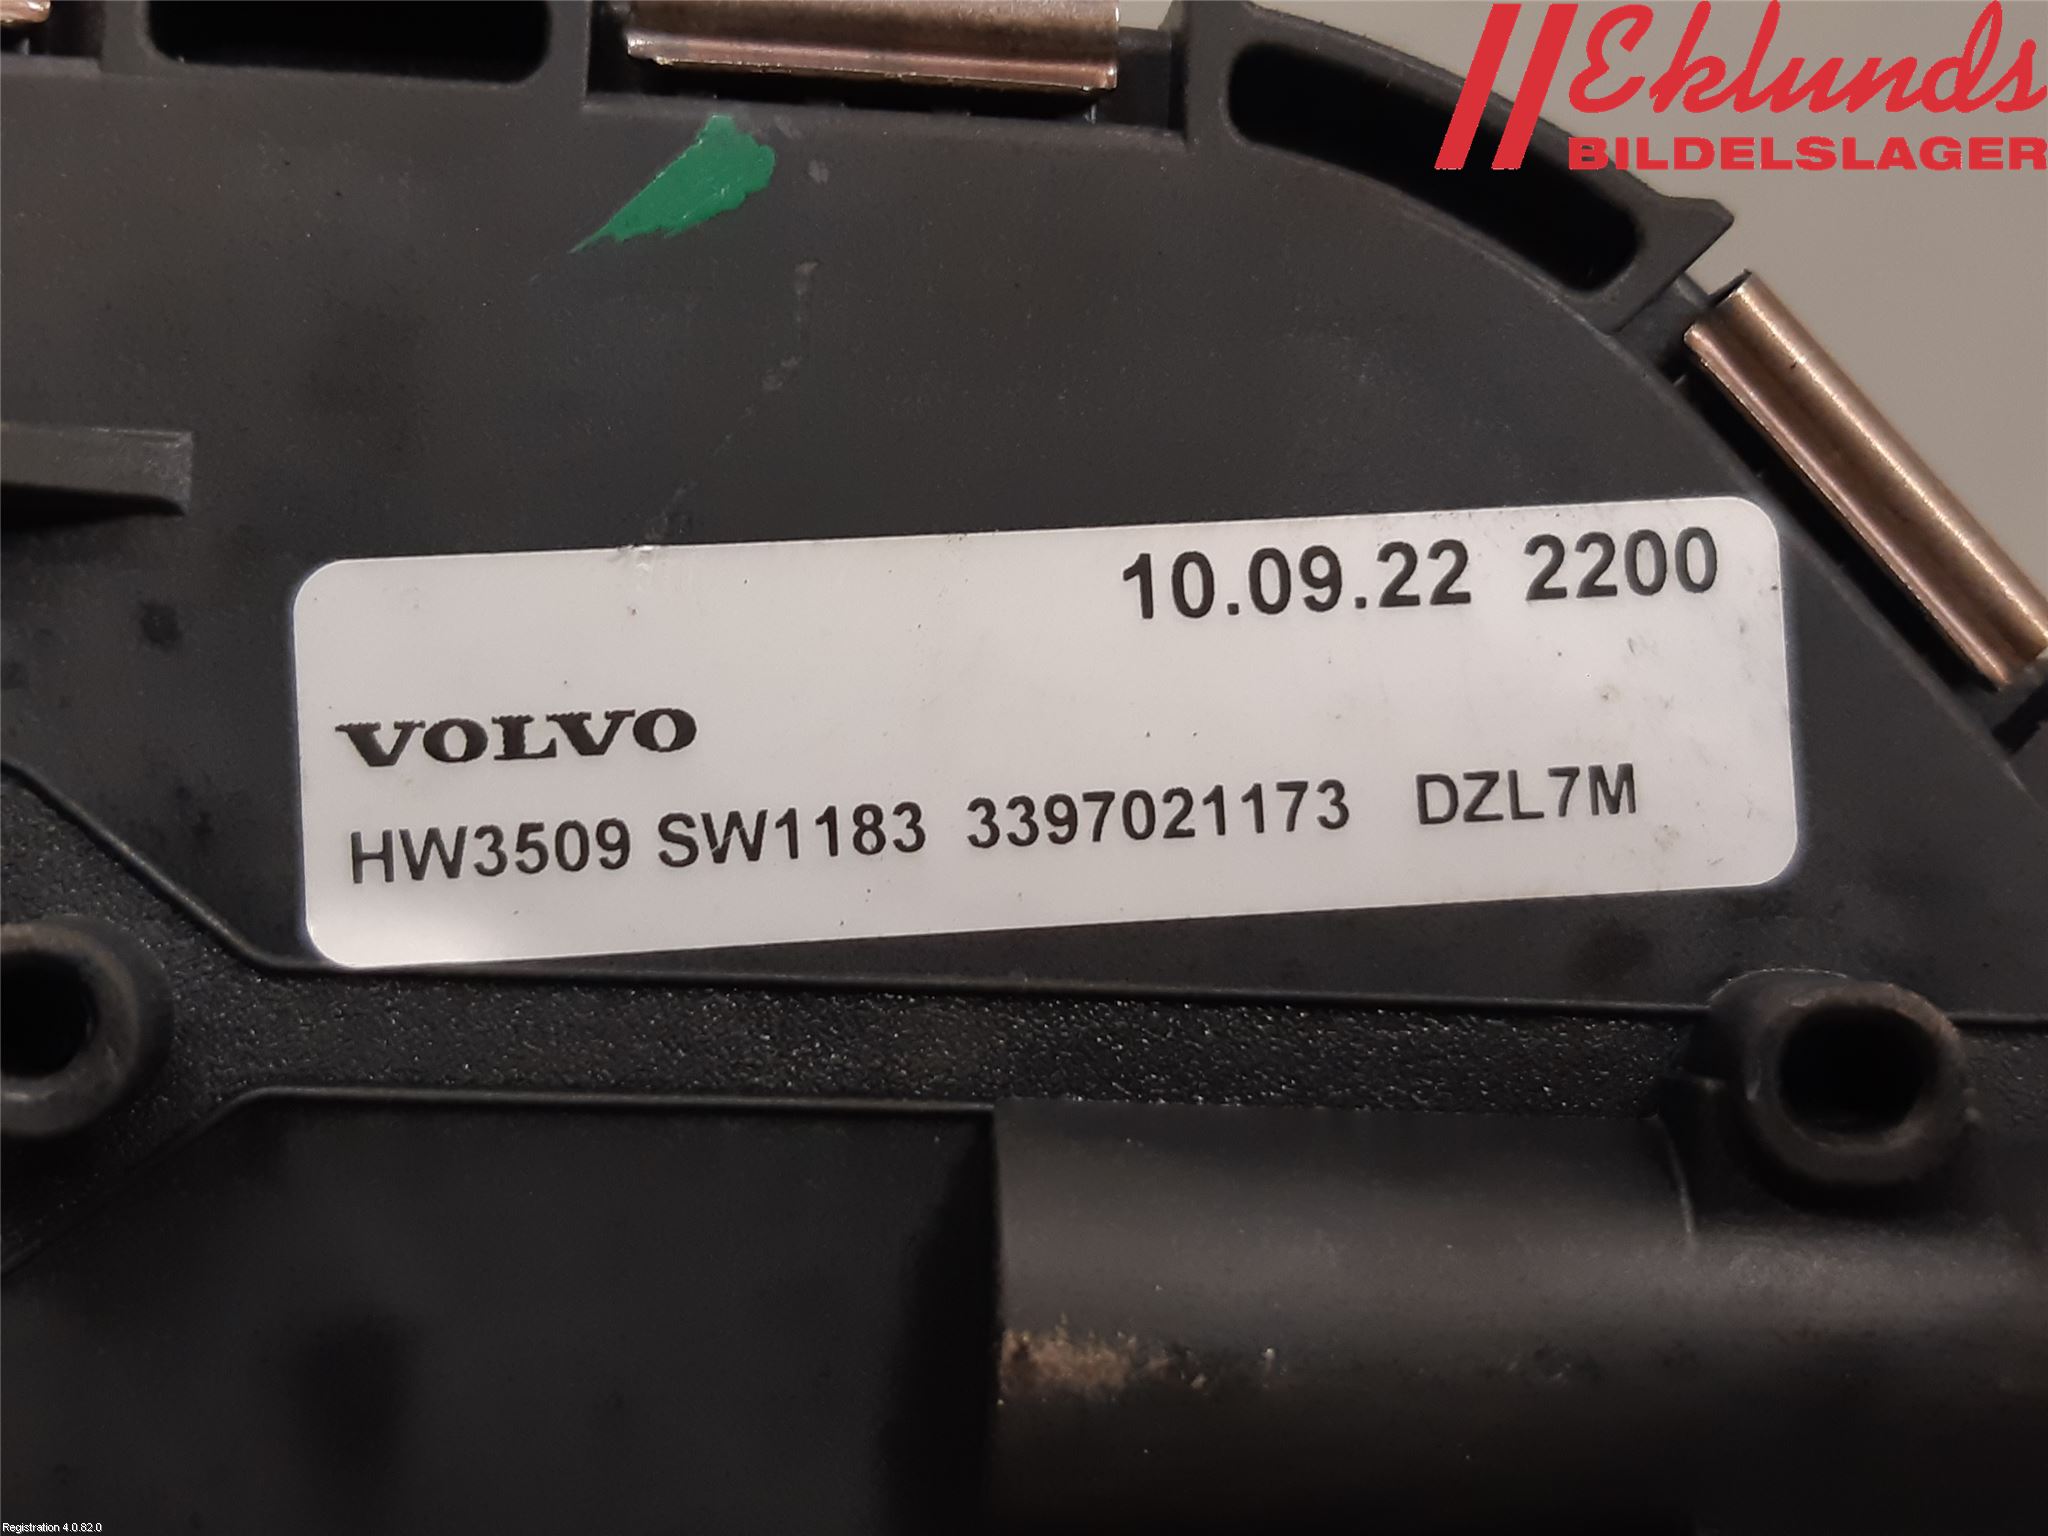 Eklunds
BILDELSLAGER
10.09.22 2200
VOLVO
HW3509 SW1183 3397021173 DZL7M
Registration 4.0.82.0